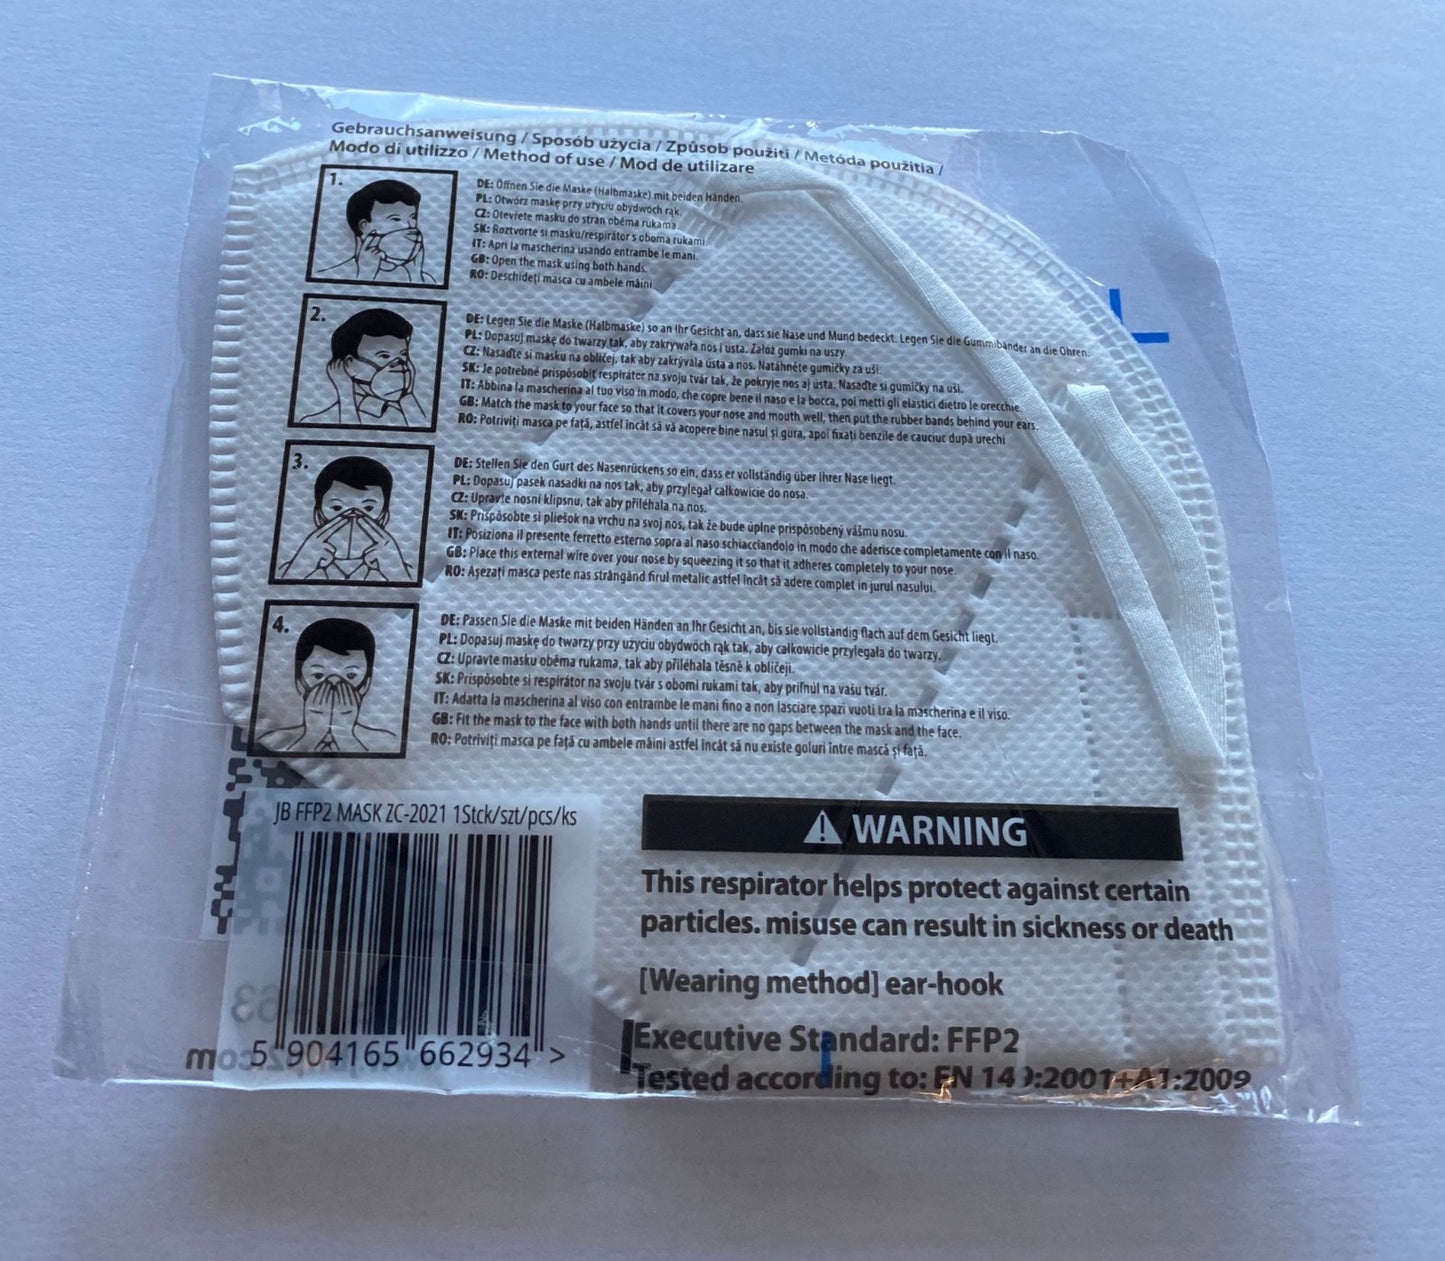 Gebrauchsanweisung / Sposób użycia / Způsob použití / Metóda použitia /
Modo di utilizzo / Method of use / Mod de utilizare
1.
DE: Öffnen Sie die Maske (Halbmaske) mit beiden Händen.
PL: Otwórz maskę przy użyciu obydwóch rąk.
CZ: Otevřete masku do stran oběma rukama
SK: Roztvorte si masku/respirátor s oboma rukami.
IT: Apri la mascherina usando entrambe le mani.
GB: Open the mask using both hands.
RO: Deschideți masca cu ambele mâini
2.
DE: Legen Sie die Maske (Halbmaske) so an Ihr Gesicht an, dass sie Nase und Mund bedeckt. Legen Sie die Gummibänder an die Ohren.
PL: Dopasuj maskę do twarzy tak, aby zakrywała nos i usta. Załóż gumki na uszy.
CZ: Nasaďte si masku na obličej, tak aby zakrývala ústa a nos. Natáhněte gumičky za uši.
SK: Je potrebné prispôsobiť respirátor na svoju tvár tak, že pokryje nos aj ústa. Nasaďte si gumičky na uši.
IT: Abbina la mascherina al tuo viso in modo, che copre bene il naso e la bocca, poi metti gli elastici dietro le orecchie.
GB: Match the mask to your face so that it covers your nose and mouth well, then put the rubber bands behind your ears.
RO: Potriviți masca pe față, astfel încât să vă acopere bine nasul și gura, apoi fixați benzile de cauciuc după urechi
3.
DE: Stellen Sie den Gurt des Nasenrückens so ein, dass er vollständig über Ihrer Nase liegt.
PL: Dopasuj pasek nasadki na nos tak, aby przylegał całkowicie do nosa.
CZ: Upravte nosní klipsnu, tak aby přiléhala na nos.
SK: Prispôsobte si pliešok na vrchu na svoj nos, tak že bude úplne prispôsobený vášmu nosu.
IT: Posiziona il presente ferretto esterno sopra al naso schiacciandolo in modo che aderisce completamente con il naso.
GB: Place this external wire over your nose by squeezing it so that it adheres completely to your nose.
RO: Așezați masca peste nas strângând firul metalic astfel încât să adere complet in jurul nasului.
4.
DE: Passen Sie die Maske mit beiden Händen an Ihr Gesicht an, bis sie vollständig flach auf dem Gesicht liegt.
PL: Dopasuj maskę do twarzy przy użyciu obydwóch rąk tak, aby całkowicie przylegała do twarzy.
CZ: Upravte masku oběma rukama, tak aby přiléhala těsně k obličeji.
SK: Prispôsobte si respirátor na svoju tvár s obomi rukami tak, aby priľnul na vašu tvár.
IT: Adatta la mascherina al viso con entrambe le mani fino a non lasciare spazi vuoti tra la mascherina e il viso.
GB: Fit the mask to the face with both hands until there are no gaps between the mask and the face.
RO: Potriviți masca pe față cu ambele mâini astfel încât să nu existe goluri între mască și față.
JB FFP2 MASK ZC-2021 1Stck/szt/pcs/ks
5 904165 662934 >
WARNING
This respirator helps protect against certain
particles. misuse can result in sickness or death
[Wearing method] ear-hook
Executive Standard: FFP2
Tested according to: EN 149:2001+A1:2009